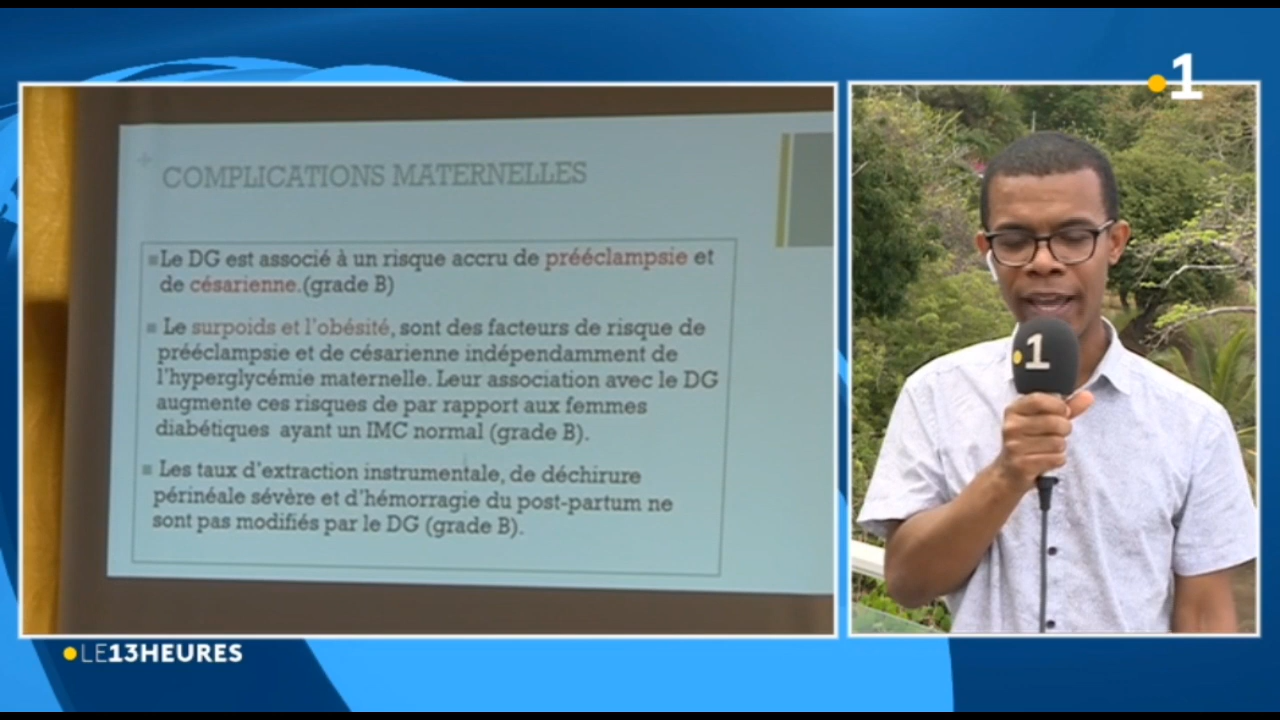 1
COMPLICATIONS MATERNELLES
Le DG est associé à un risque accru de prééclampsie et
de césarienne.(grade B)
Le surpoids et l'obésité, sont des facteurs de risque de
prééclampsie et de césarienne indépendamment de
l'hyperglycémie maternelle. Leur association avec le DG
augmente ces risques de par rapport aux femmes
diabétiques ayant un IMC normal (grade B).
Les taux d'extraction instrumentale, de déchirure
périnéale sévère et d'hémorragie du post-partum ne
sont pas modifiés par le DG (grade B).
1
LE13HEURES